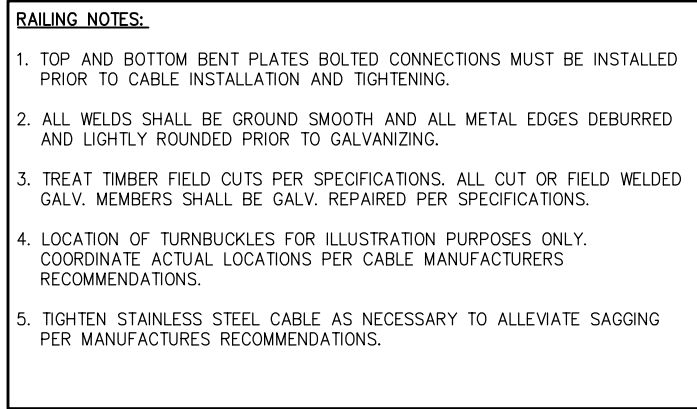 RAILING NOTES:
1. TOP AND BOTTOM BENT PLATES BOLTED CONNECTIONS MUST BE INSTALLED
PRIOR TO CABLE INSTALLATION AND TIGHTENING.
2. ALL WELDS SHALL BE GROUND SMOOTH AND ALL METAL EDGES DEBURRED
AND LIGHTLY ROUNDED PRIOR TO GALVANIZING.
3. TREAT TIMBER FIELD CUTS PER SPECIFICATIONS. ALL CUT OR FIELD WELDED
GALV. MEMBERS SHALL BE GALV. REPAIRED PER SPECIFICATIONS.
4. LOCATION OF TURNBUCKLES FOR ILLUSTRATION PURPOSES ONLY.
COORDINATE ACTUAL LOCATIONS PER CABLE MANUFACTURERS
RECOMMENDATIONS.
5. TIGHTEN STAINLESS STEEL CABLE AS NECESSARY TO ALLEVIATE SAGGING
PER MANUFACTURES RECOMMENDATIONS.